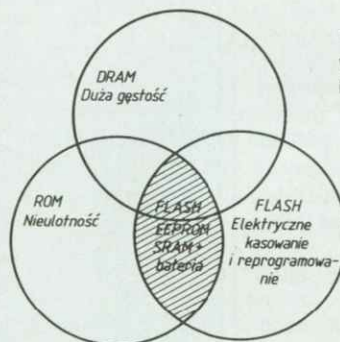 DRAM
Duża gęstość
ROM
Nieulotność
FLASH
EEPROM
SRAM +
bateria
FLASH
Elektryczne
kasowanie
i reprogramowa-
nie